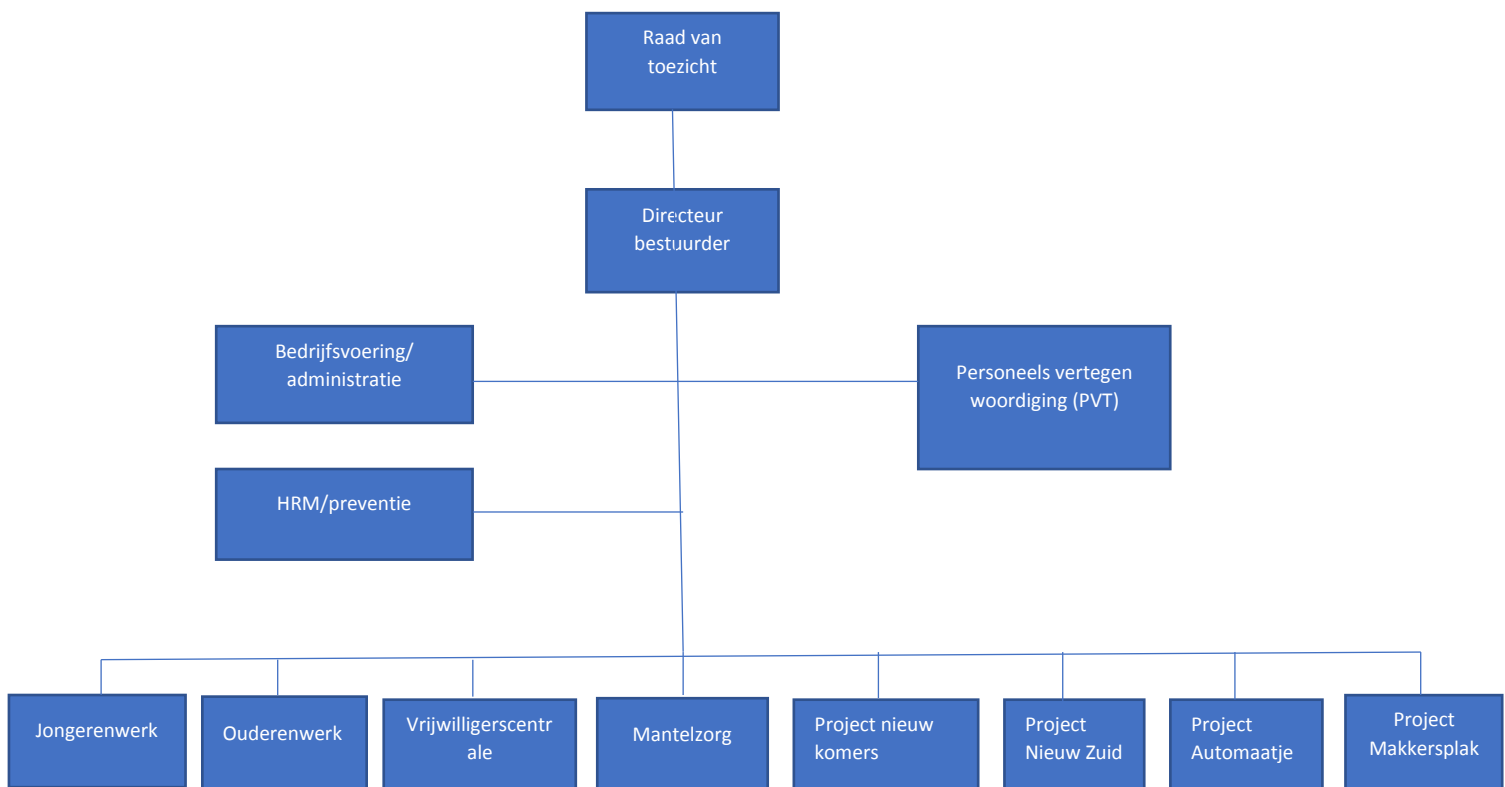 Raad van
toezicht
Directeur
bestuurder
Bedrijfsvoering/
administratie
Personeels vertegen
woordiging (PVT)
HRM/preventie
Jongerenwerk
Ouderenwerk
Vrijwilligerscentr
ale
Mantelzorg
Project nieuw
komers
Project
Nieuw Zuid
Project
Automaatje
Project
Makkersplak